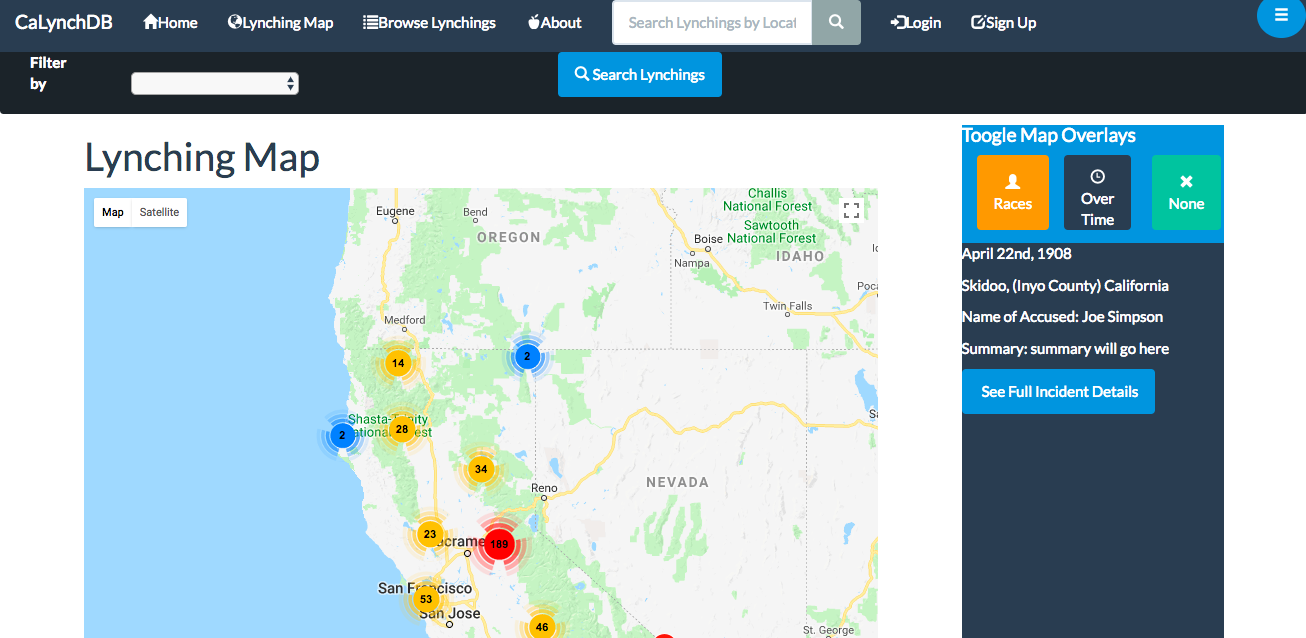 CaLynchDB Home Lynching Map Browse Lynchings About Search Lynchings by Locat Login Sign Up
Filter
by
Search Lynchings
Lynching Map
Map Satellite
Toogle Map Overlays
Races
Over
Time
None
April 22nd, 1908
Skidoo, (Inyo County) California
Name of Accused: Joe Simpson
Summary: summary will go here
See Full Incident Details
Eugene
Bend
OREGON
Challis
National Forest
Sawtooth
National Forest
Boise
IDAHO
Nampa
Twin Falls
Poca
Medford
14
2
Shasta-Trinity
National Forest
2
28
34
Reno
NEVADA
23
Sacrame
189
San Francisco
53
San Jose
46
St. George